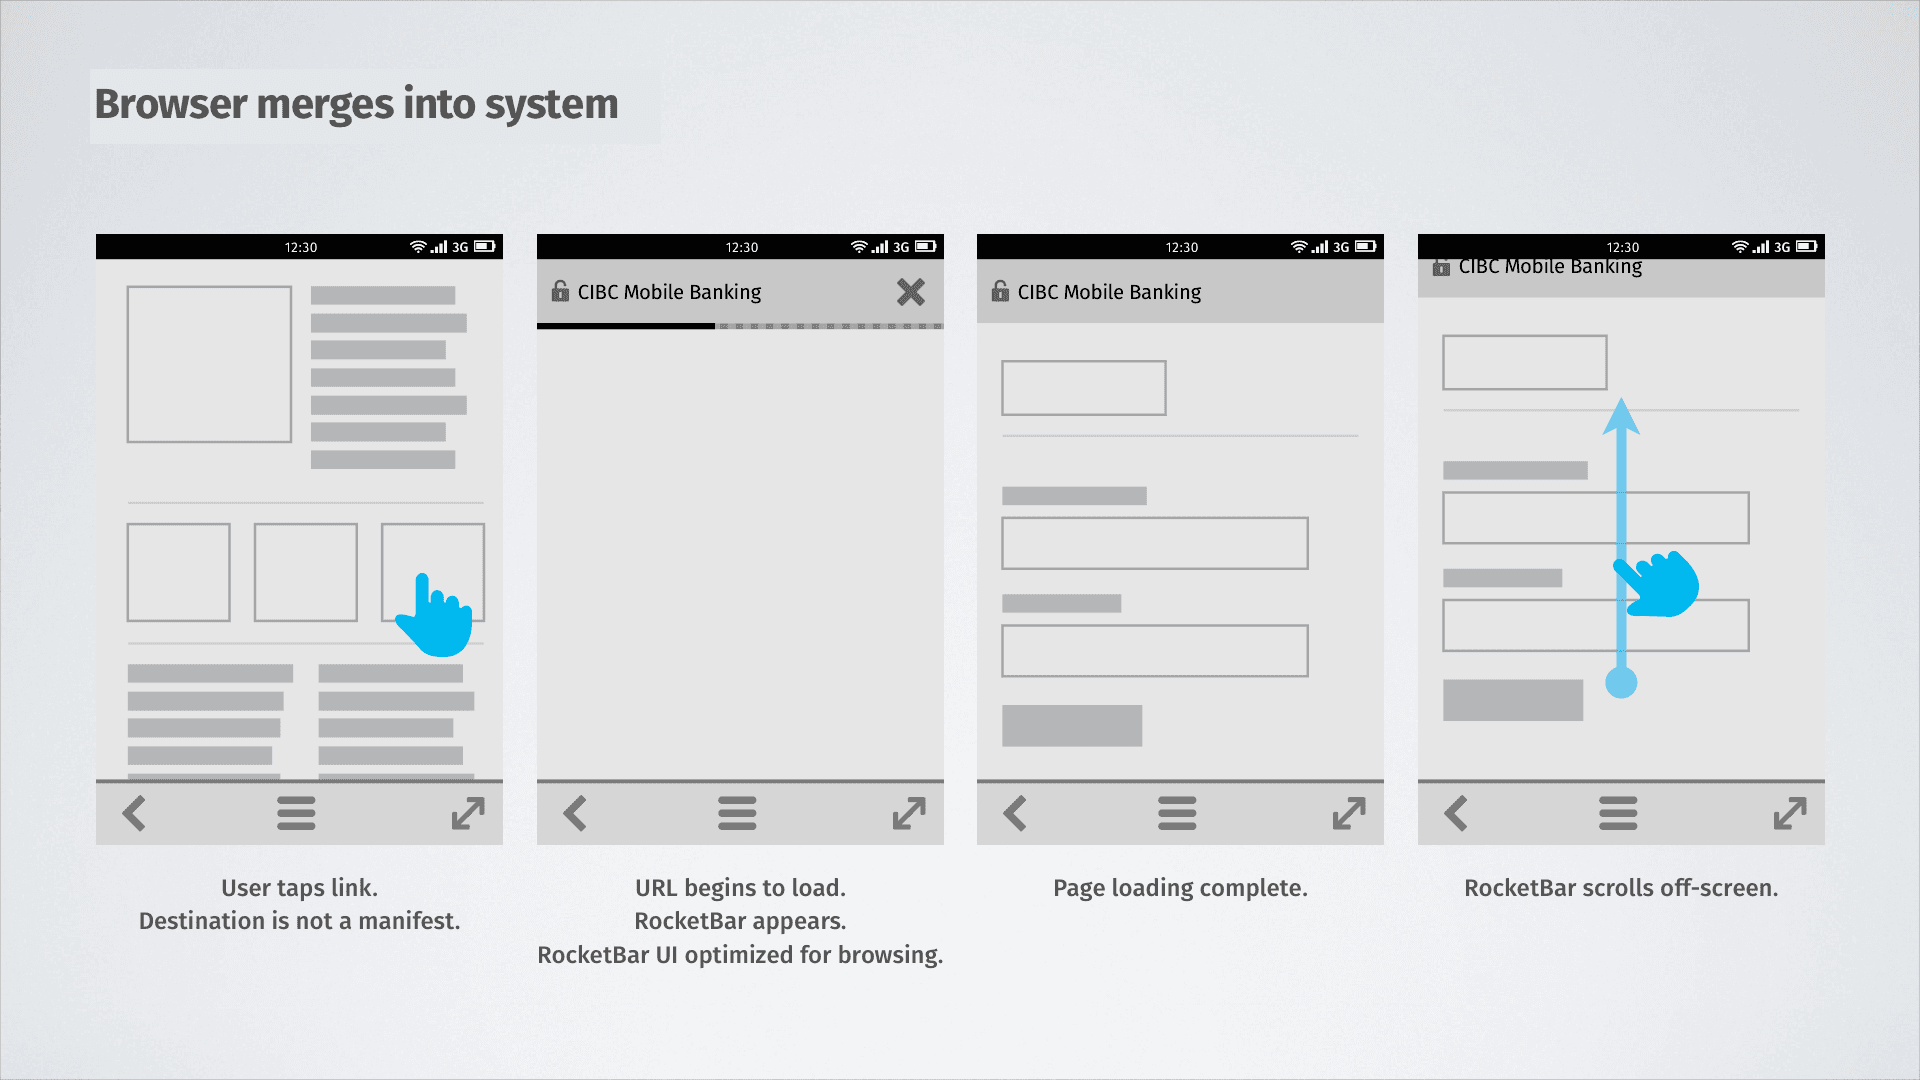 Browser merges into system
12:30 3G
12:30 3G
12:30 3G
12:30 3G
CIBC Mobile Banking
CIBC Mobile Banking
CIBC Mobile Banking
User taps link.
Destination is not a manifest.
URL begins to load.
RocketBar appears.
RocketBar UI optimized for browsing.
Page loading complete.
RocketBar scrolls off-screen.